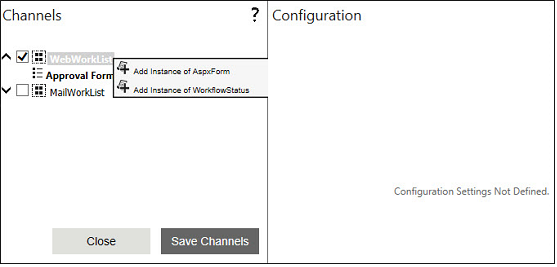 Channels
?
Configuration
WebWorkList
Add Instance of AspxForm
Approval Form
Add Instance of WorkflowStatus
MailWorkList
Configuration Settings Not Defined.
Close
Save Channels